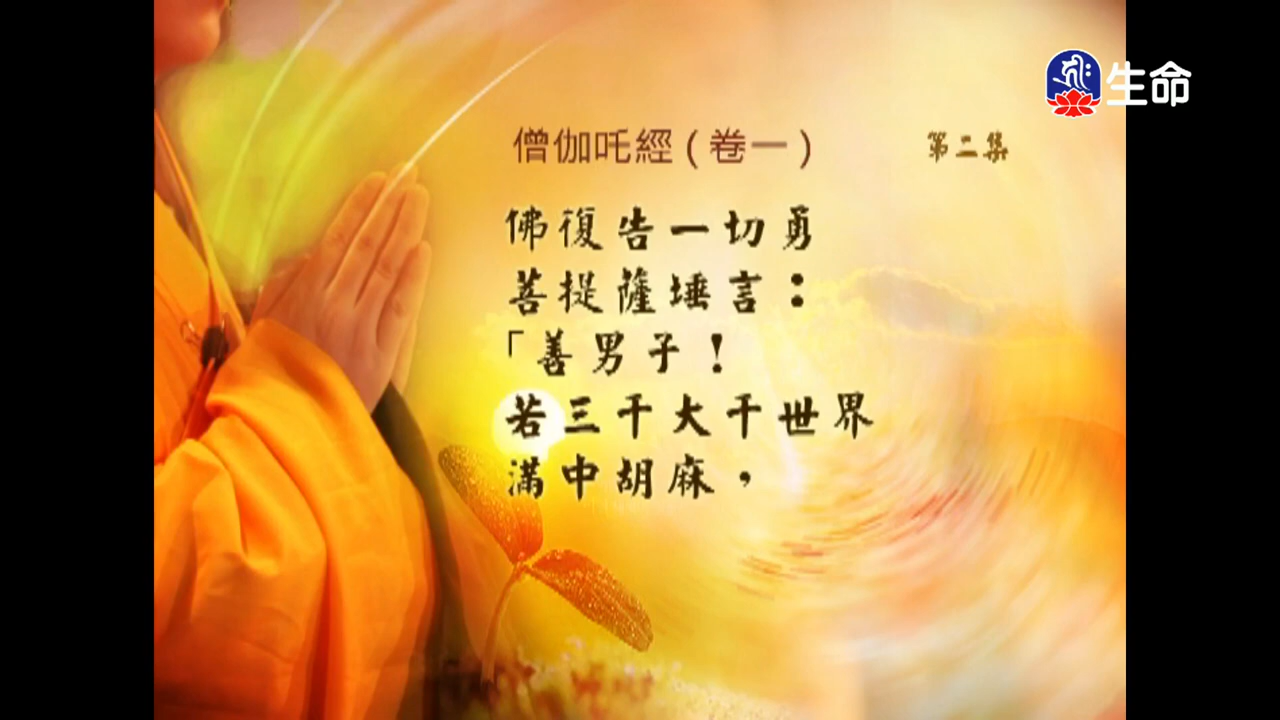 生命
僧伽吒經(卷一) 第二集
佛復告一切勇
菩提薩埵言：
「善男子！
若三千大千世界
滿中胡麻，